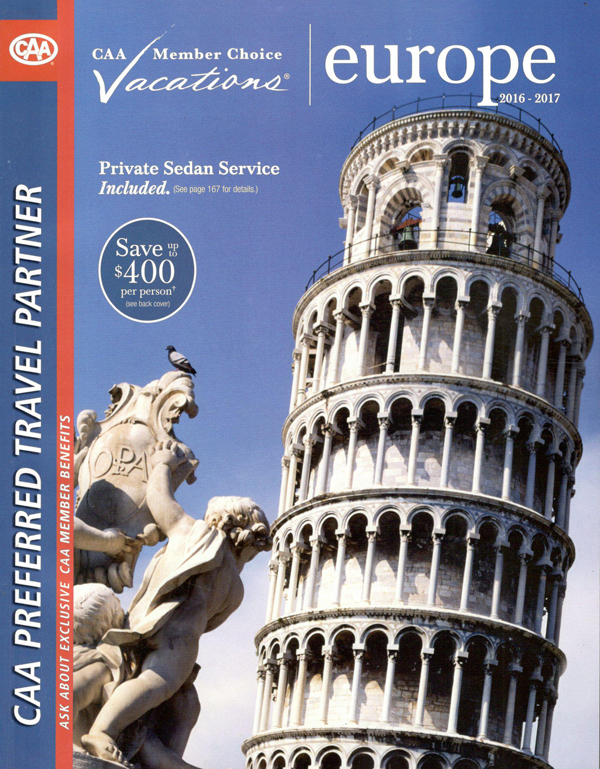 CAA
CAA Member Choice
Vacations®
europe
2016 - 2017
Private Sedan Service
Included. (See page 167 for details.)
Save up to
$400
per person†
(see back cover)
OPA
CAA PREFERRED TRAVEL PARTNER
ASK ABOUT EXCLUSIVE CAA MEMBER BENEFITS